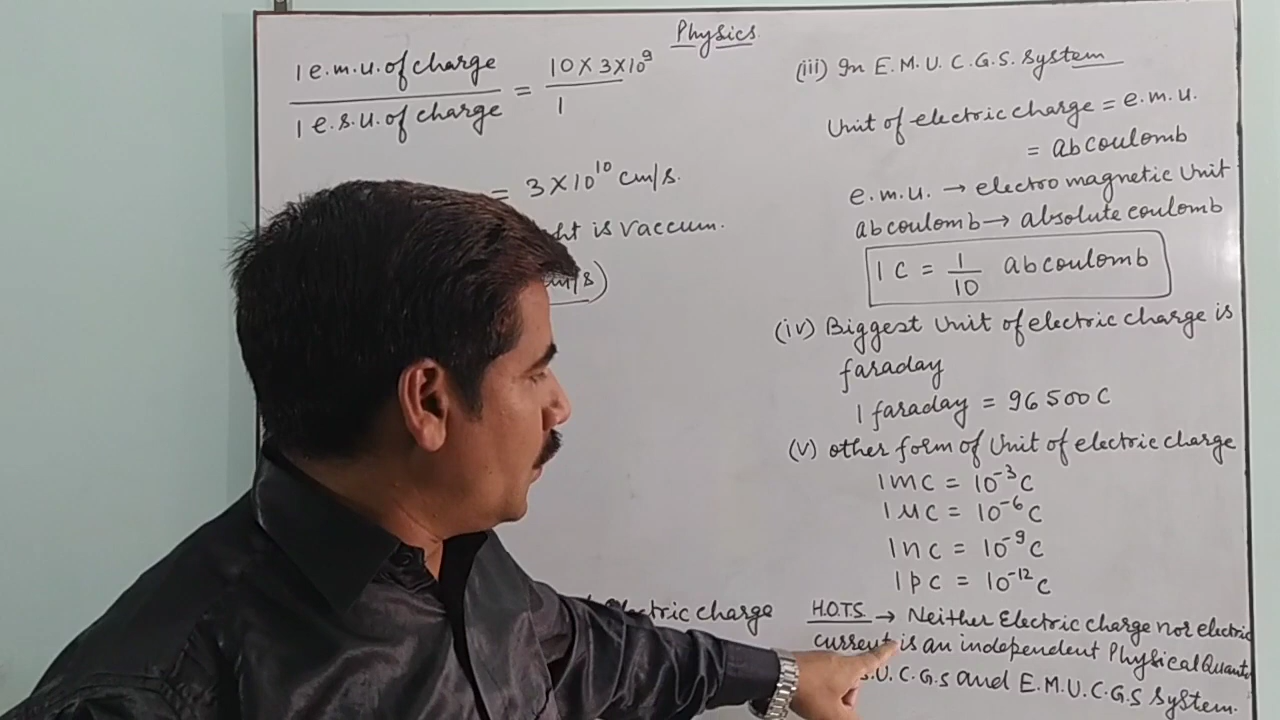 Physics
1 e.m.u. of charge
1 e.s.u. of charge
= 10 × 3 × 10⁹
1
= 3 × 10¹⁰ cm/s.
is vaccum.
cm/s)
Electric charge
(iii) In E.M.U. C.G.S. System
Unit of electric charge = e.m.u.
= ab coulomb
e.m.u. → electro magnetic Unit
ab coulomb → absolute coulomb
1 C = 1/10 ab coulomb
(iv) Biggest Unit of electric charge is
faraday
1 faraday = 96500 C
(v) other form of Unit of electric charge
1 mC = 10⁻³ C
1 μC = 10⁻⁶ C
1 nC = 10⁻⁹ C
1 pC = 10⁻¹² C
H.O.T.S. → Neither Electric charge nor electric
current is an independent Physical
.U. C.G.S and E.M.U. C.G.S System.